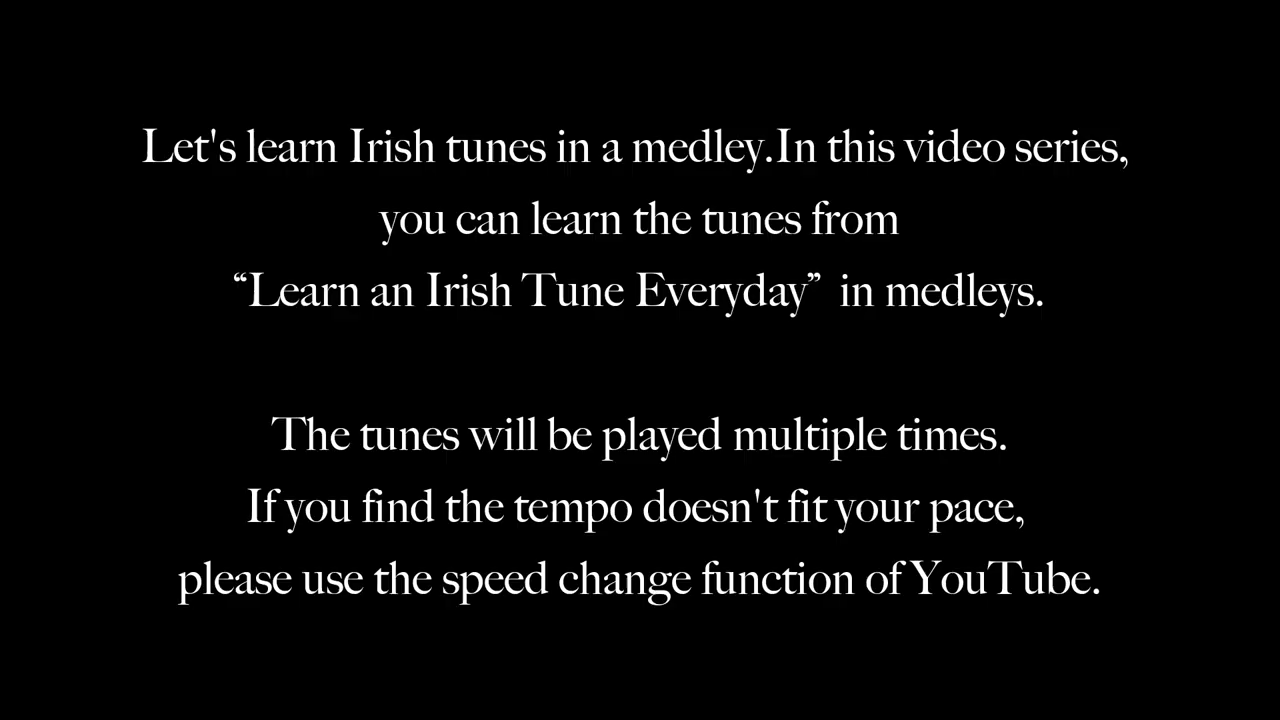 Let's learn Irish tunes in a medley.In this video series,
you can learn the tunes from
“Learn an Irish Tune Everyday” in medleys.
The tunes will be played multiple times.
If you find the tempo doesn't fit your pace,
please use the speed change function of YouTube.